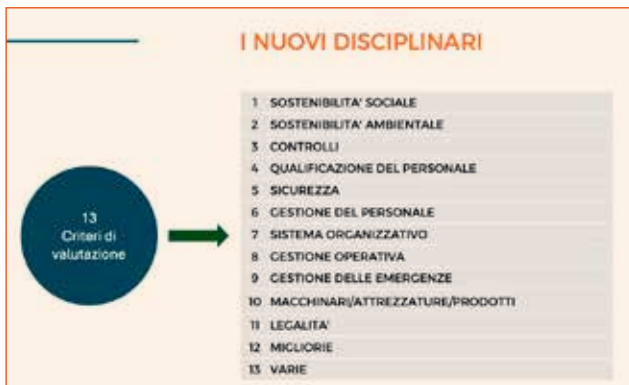 I NUOVI DISCIPLINARI
13
Criteri di
valutazione
1 SOSTENIBILITA' SOCIALE
2 SOSTENIBILITA' AMBIENTALE
3 CONTROLLI
4 QUALIFICAZIONE DEL PERSONALE
5 SICUREZZA
6 GESTIONE DEL PERSONALE
7 SISTEMA ORGANIZZATIVO
8 GESTIONE OPERATIVA
9 GESTIONE DELLE EMERGENZE
10 MACCHINARI/ATTREZZATURE/PRODOTTI
11 LEGALITA'
12 MIGLIORIE
13 VARIE